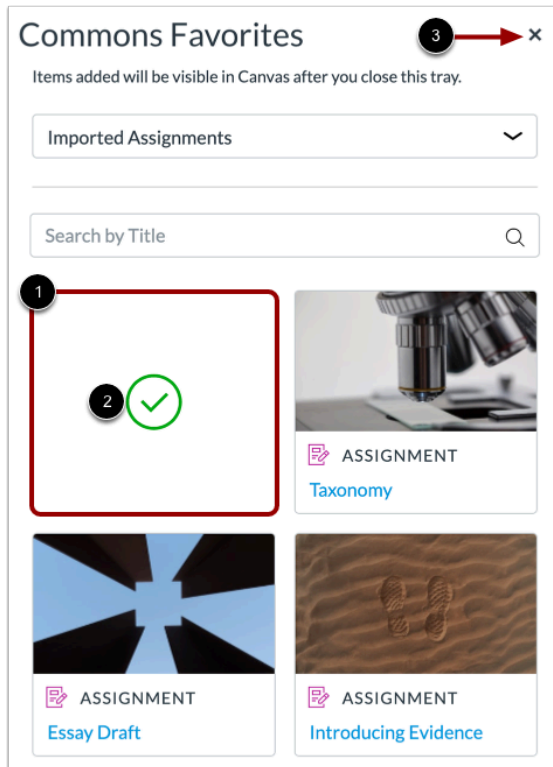 Commons Favorites
3
×
Items added will be visible in Canvas after you close this tray.
Imported Assignments
Search by Title
1
2
ASSIGNMENT
Taxonomy
ASSIGNMENT
Essay Draft
ASSIGNMENT
Introducing Evidence